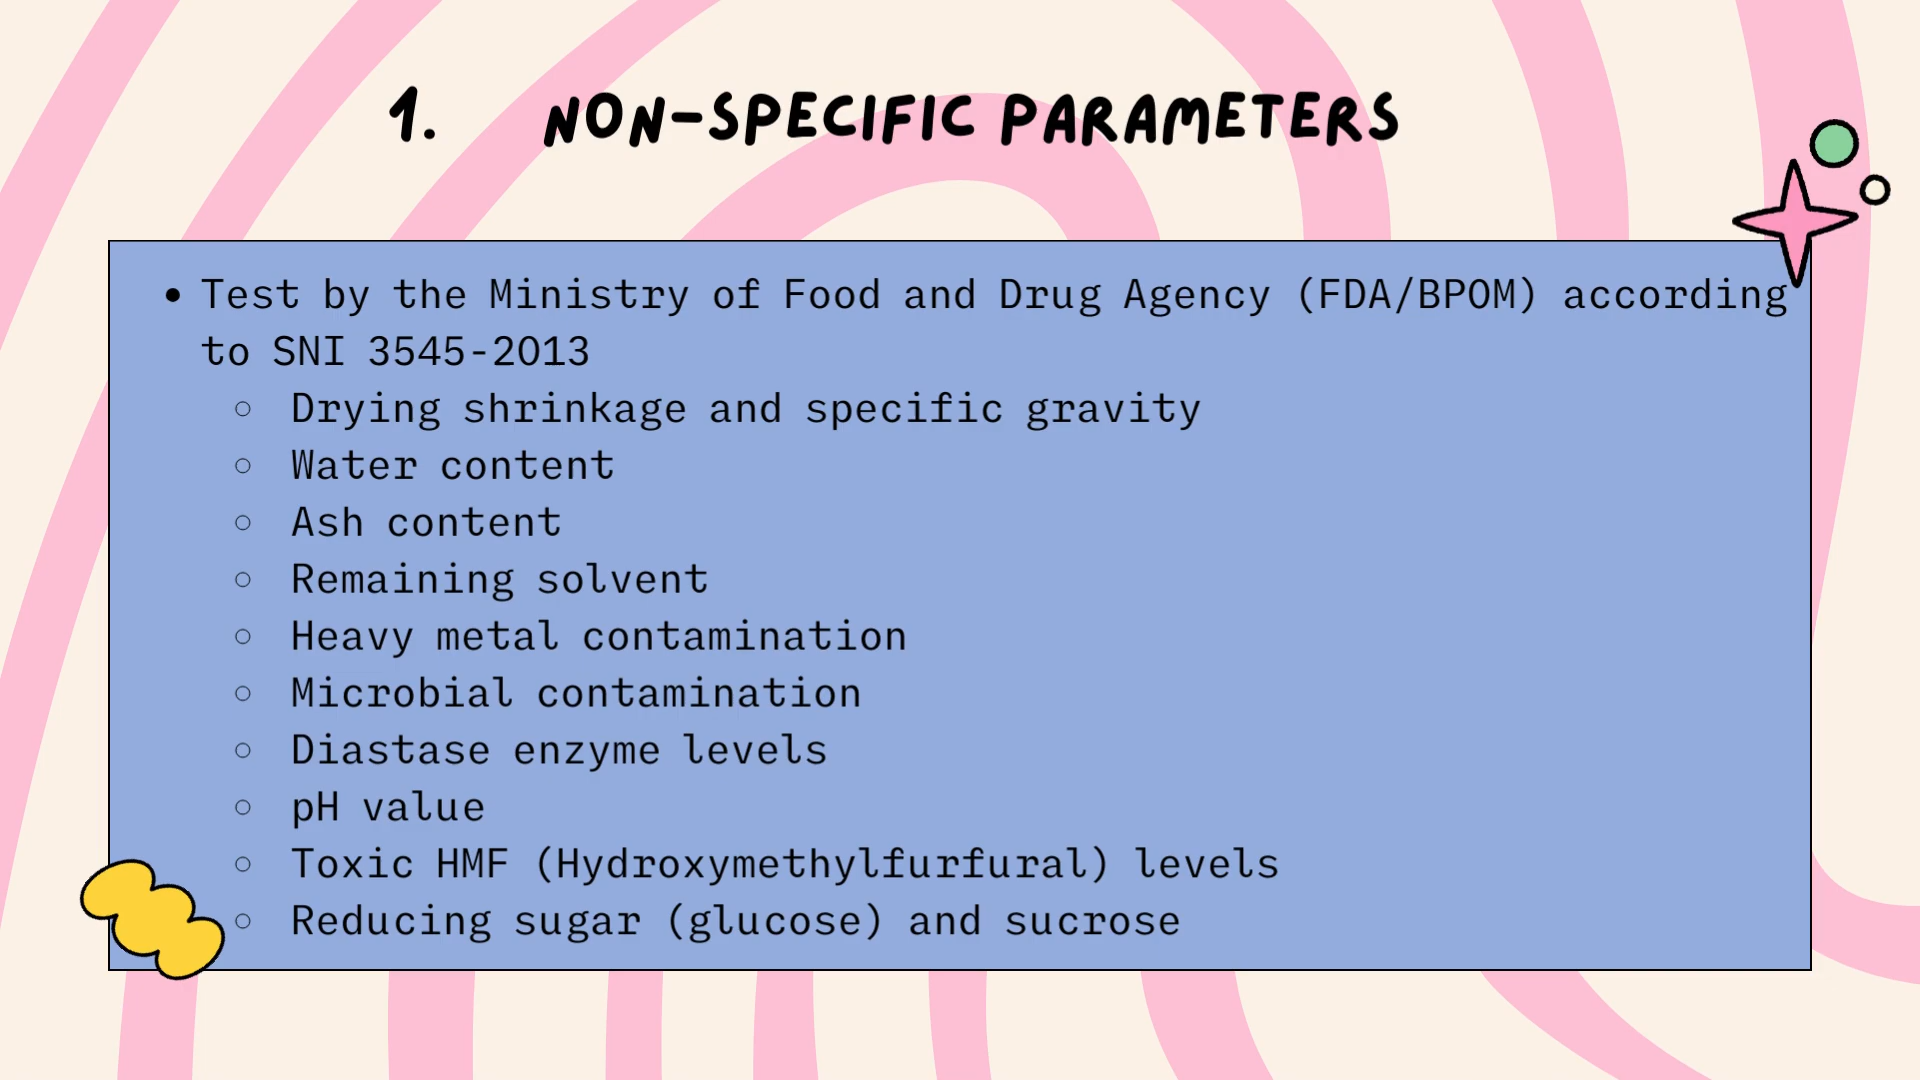 1. NON-SPECIFIC PARAMETERS
• Test by the Ministry of Food and Drug Agency (FDA/BPOM) according
to SNI 3545-2013
○ Drying shrinkage and specific gravity
○ Water content
○ Ash content
○ Remaining solvent
○ Heavy metal contamination
○ Microbial contamination
○ Diastase enzyme levels
○ pH value
○ Toxic HMF (Hydroxymethylfurfural) levels
○ Reducing sugar (glucose) and sucrose